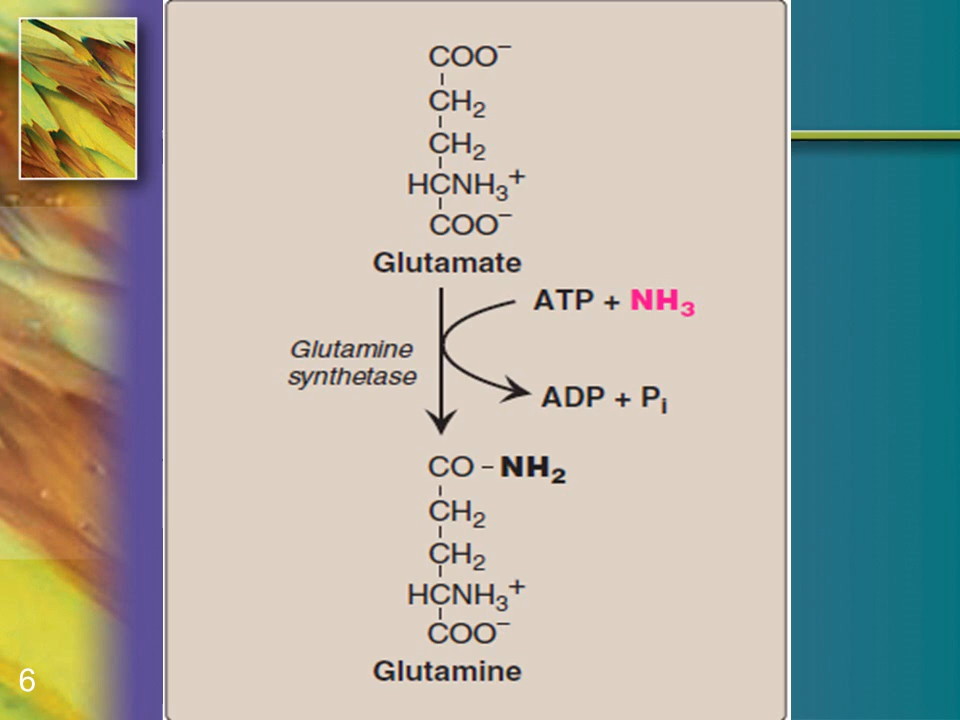 COO⁻
CH₂
CH₂
HCNH₃⁺
COO⁻
Glutamate
ATP + NH₃
Glutamine
synthetase
ADP + Pᵢ
CO – NH₂
CH₂
CH₂
HCNH₃⁺
COO⁻
Glutamine
6